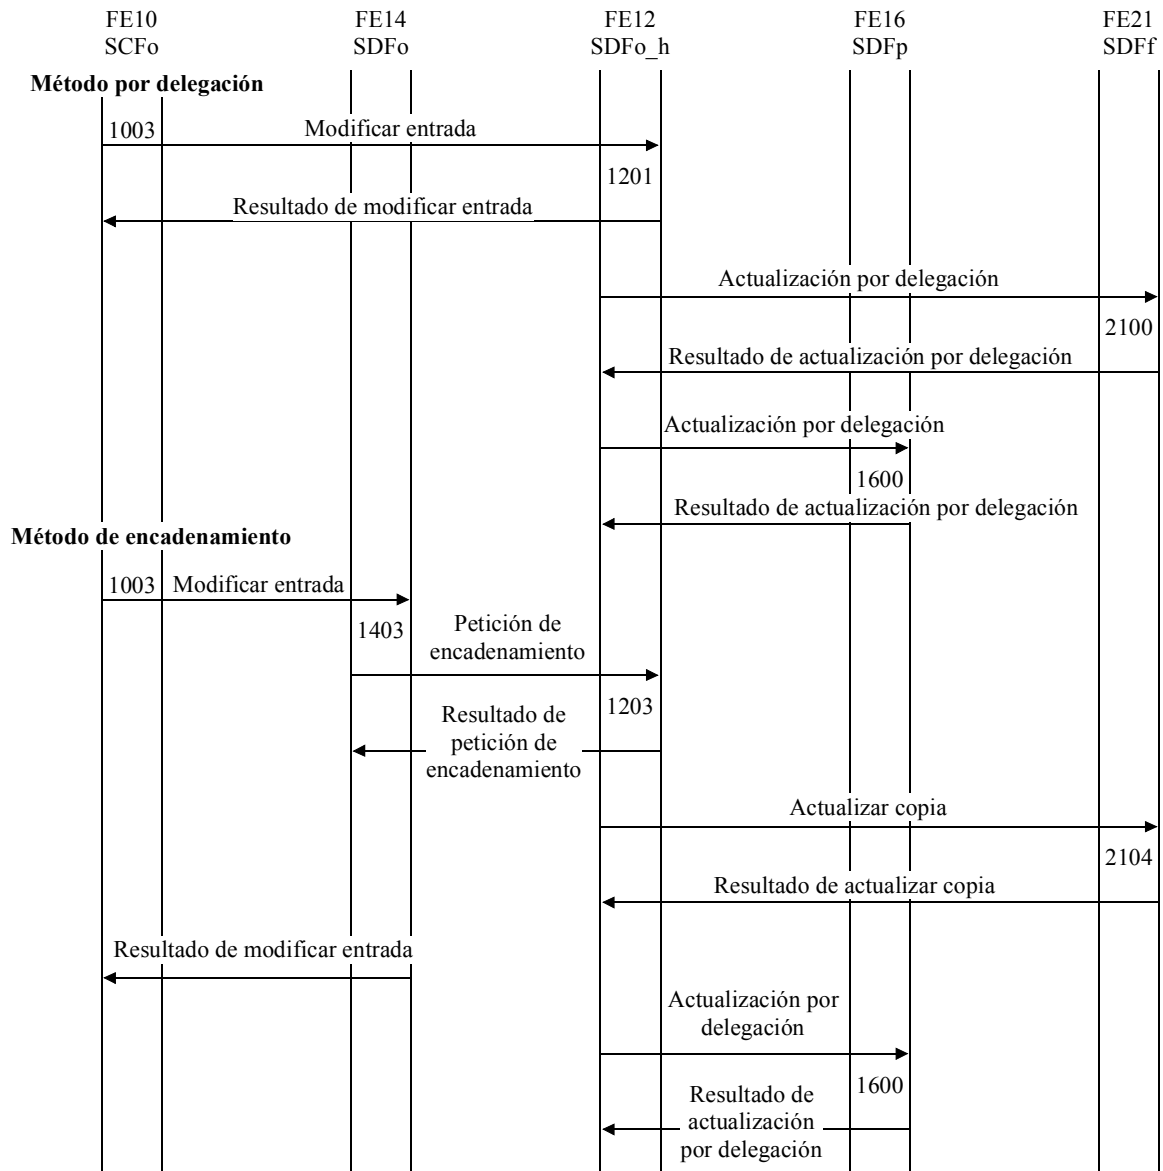 FE10
SCFo
FE14
SDFo
FE12
SDFo_h
FE16
SDFp
FE21
SDFf
Método por delegación
1003
Modificar entrada
1201
Resultado de modificar entrada
Actualización por delegación
2100
Resultado de actualización por delegación
Actualización por delegación
1600
Resultado de actualización por delegación
Método de encadenamiento
1003
Modificar entrada
1403
Petición de
encadenamiento
1203
Resultado de
petición de
encadenamiento
Actualizar copia
2104
Resultado de actualizar copia
Resultado de modificar entrada
Actualización por
delegación
1600
Resultado de
actualización
por delegación